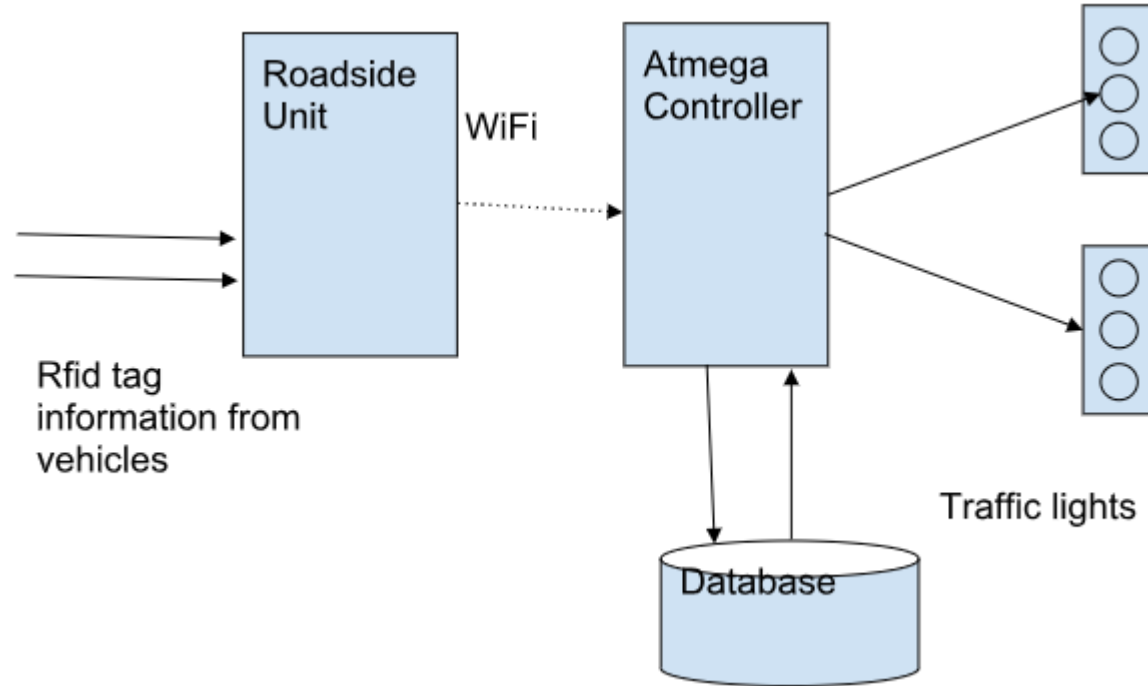 Roadside
Unit
WiFi
Atmega
Controller
Rfid tag
information from
vehicles
Traffic lights
Database